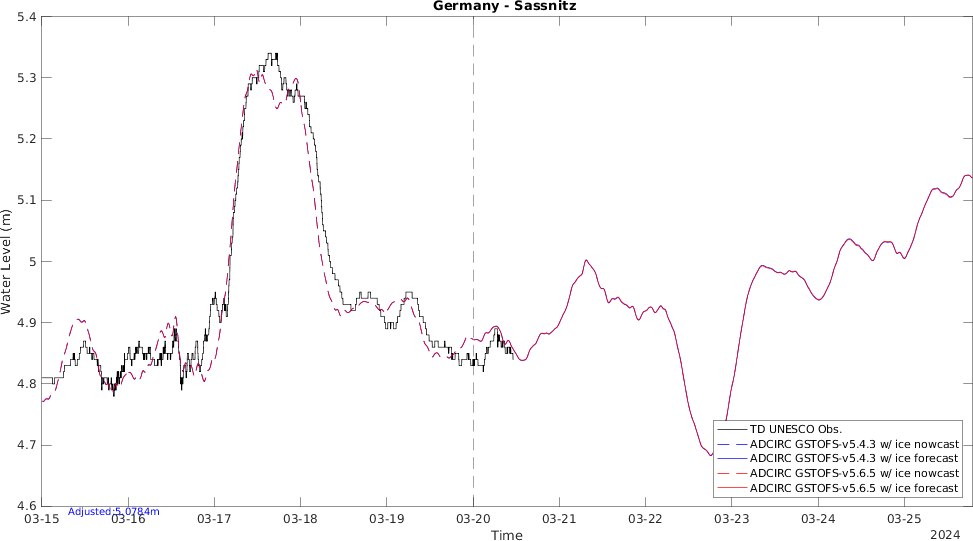 Germany - Sassnitz
5.4
5.3
5.2
5.1
5
4.9
4.8
4.7
4.6
Water Level (m)
TD UNESCO Obs.
ADCIRC GSTOFS-v5.4.3 w/ ice nowcast
ADCIRC GSTOFS-v5.4.3 w/ ice forecast
ADCIRC GSTOFS-v5.6.5 w/ ice nowcast
ADCIRC GSTOFS-v5.6.5 w/ ice forecast
Adjusted:5.0784m
03-15 03-16 03-17 03-18 03-19 03-20 03-21 03-22 03-23 03-24 03-25
Time
2024